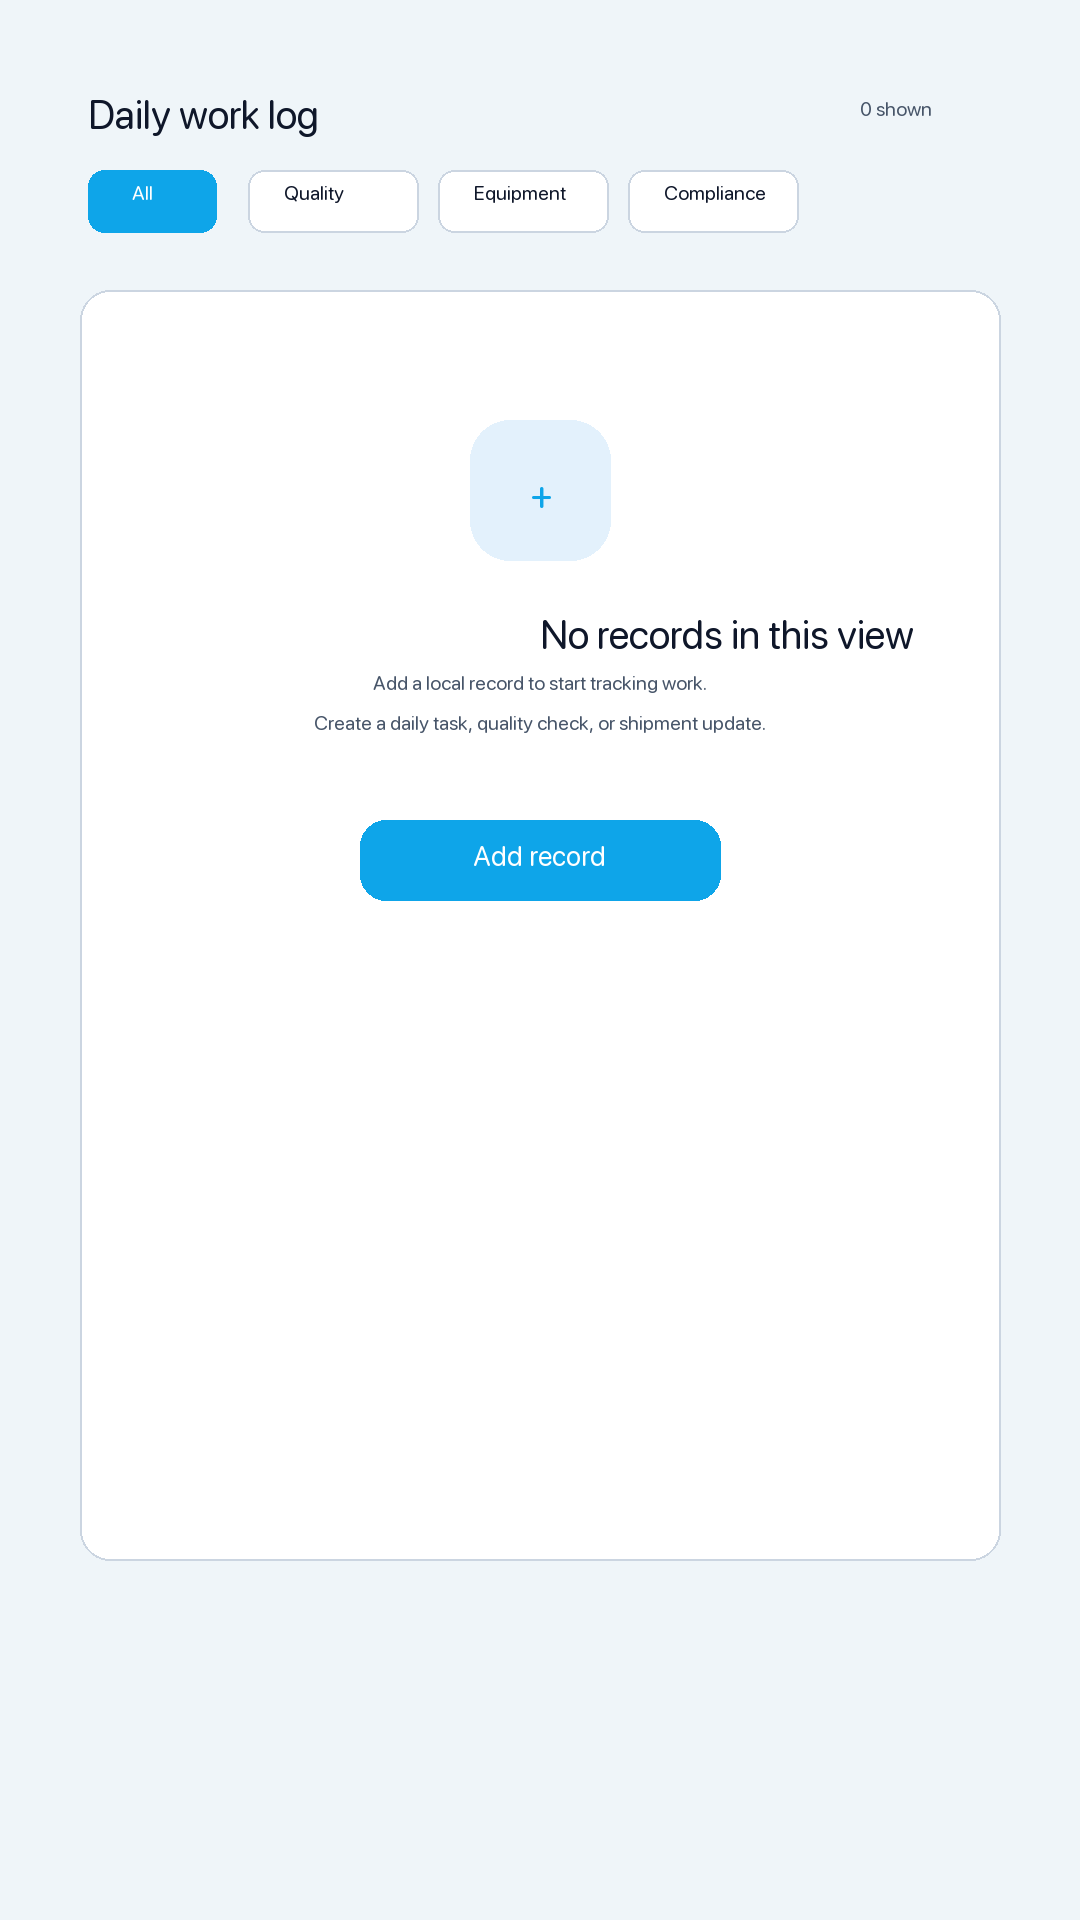 Daily work log
0 shown
All
Quality
Equipment
Compliance
+
No records in this view
Add a local record to start tracking work.
Create a daily task, quality check, or shipment update.
Add record